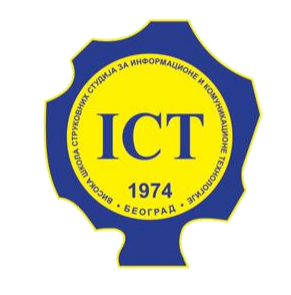 ВИСОКА ШКОЛА СТРУКОВНИХ СТУДИЈА ЗА ИНФОРМАЦИОНЕ И КОМУНИКАЦИОНЕ ТЕХНОЛОГИЈЕ
ICT
1974
• БЕОГРАД •